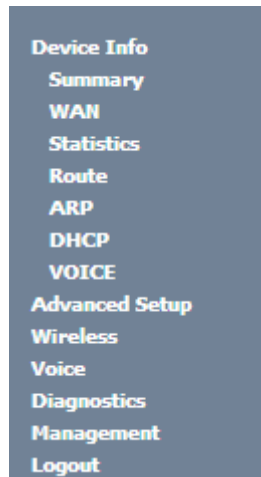 Device Info
Summary
WAN
Statistics
Route
ARP
DHCP
VOICE
Advanced Setup
Wireless
Voice
Diagnostics
Management
Logout